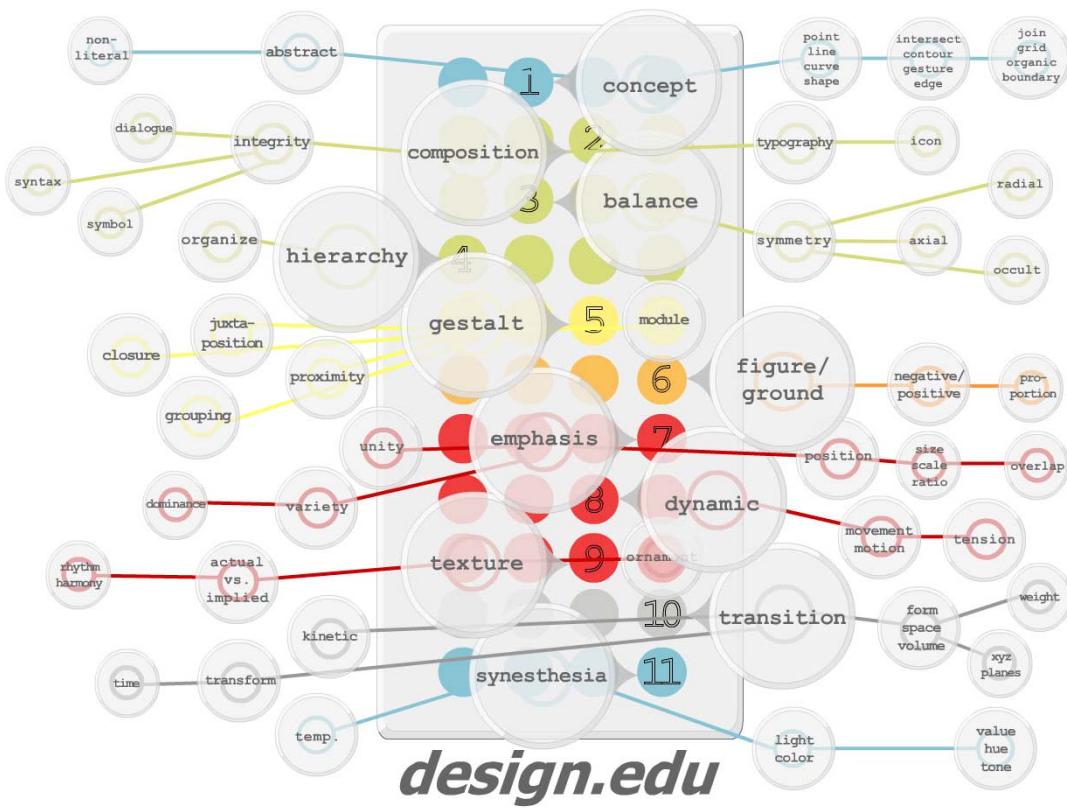 non-
literal
abstract
1
concept
point
line
curve
shape
intersect
contour
gesture
edge
join
grid
organic
boundary
dialogue
integrity
syntax
symbol
composition
2
typography
icon
3
balance
symmetry
radial
axial
occult
organize
hierarchy
4
gestalt
5
module
juxta-
position
closure
proximity
grouping
6
figure/
ground
negative/
positive
pro-
portion
unity
emphasis
7
position
size
scale
ratio
overlap
dominance
variety
8
dynamic
movement
motion
tension
rhythm
harmony
actual
vs.
implied
texture
9
ornament
kinetic
10
transition
form
space
volume
weight
xyz
planes
time
transform
synesthesia
11
temp.
light
color
value
hue
tone
design.edu